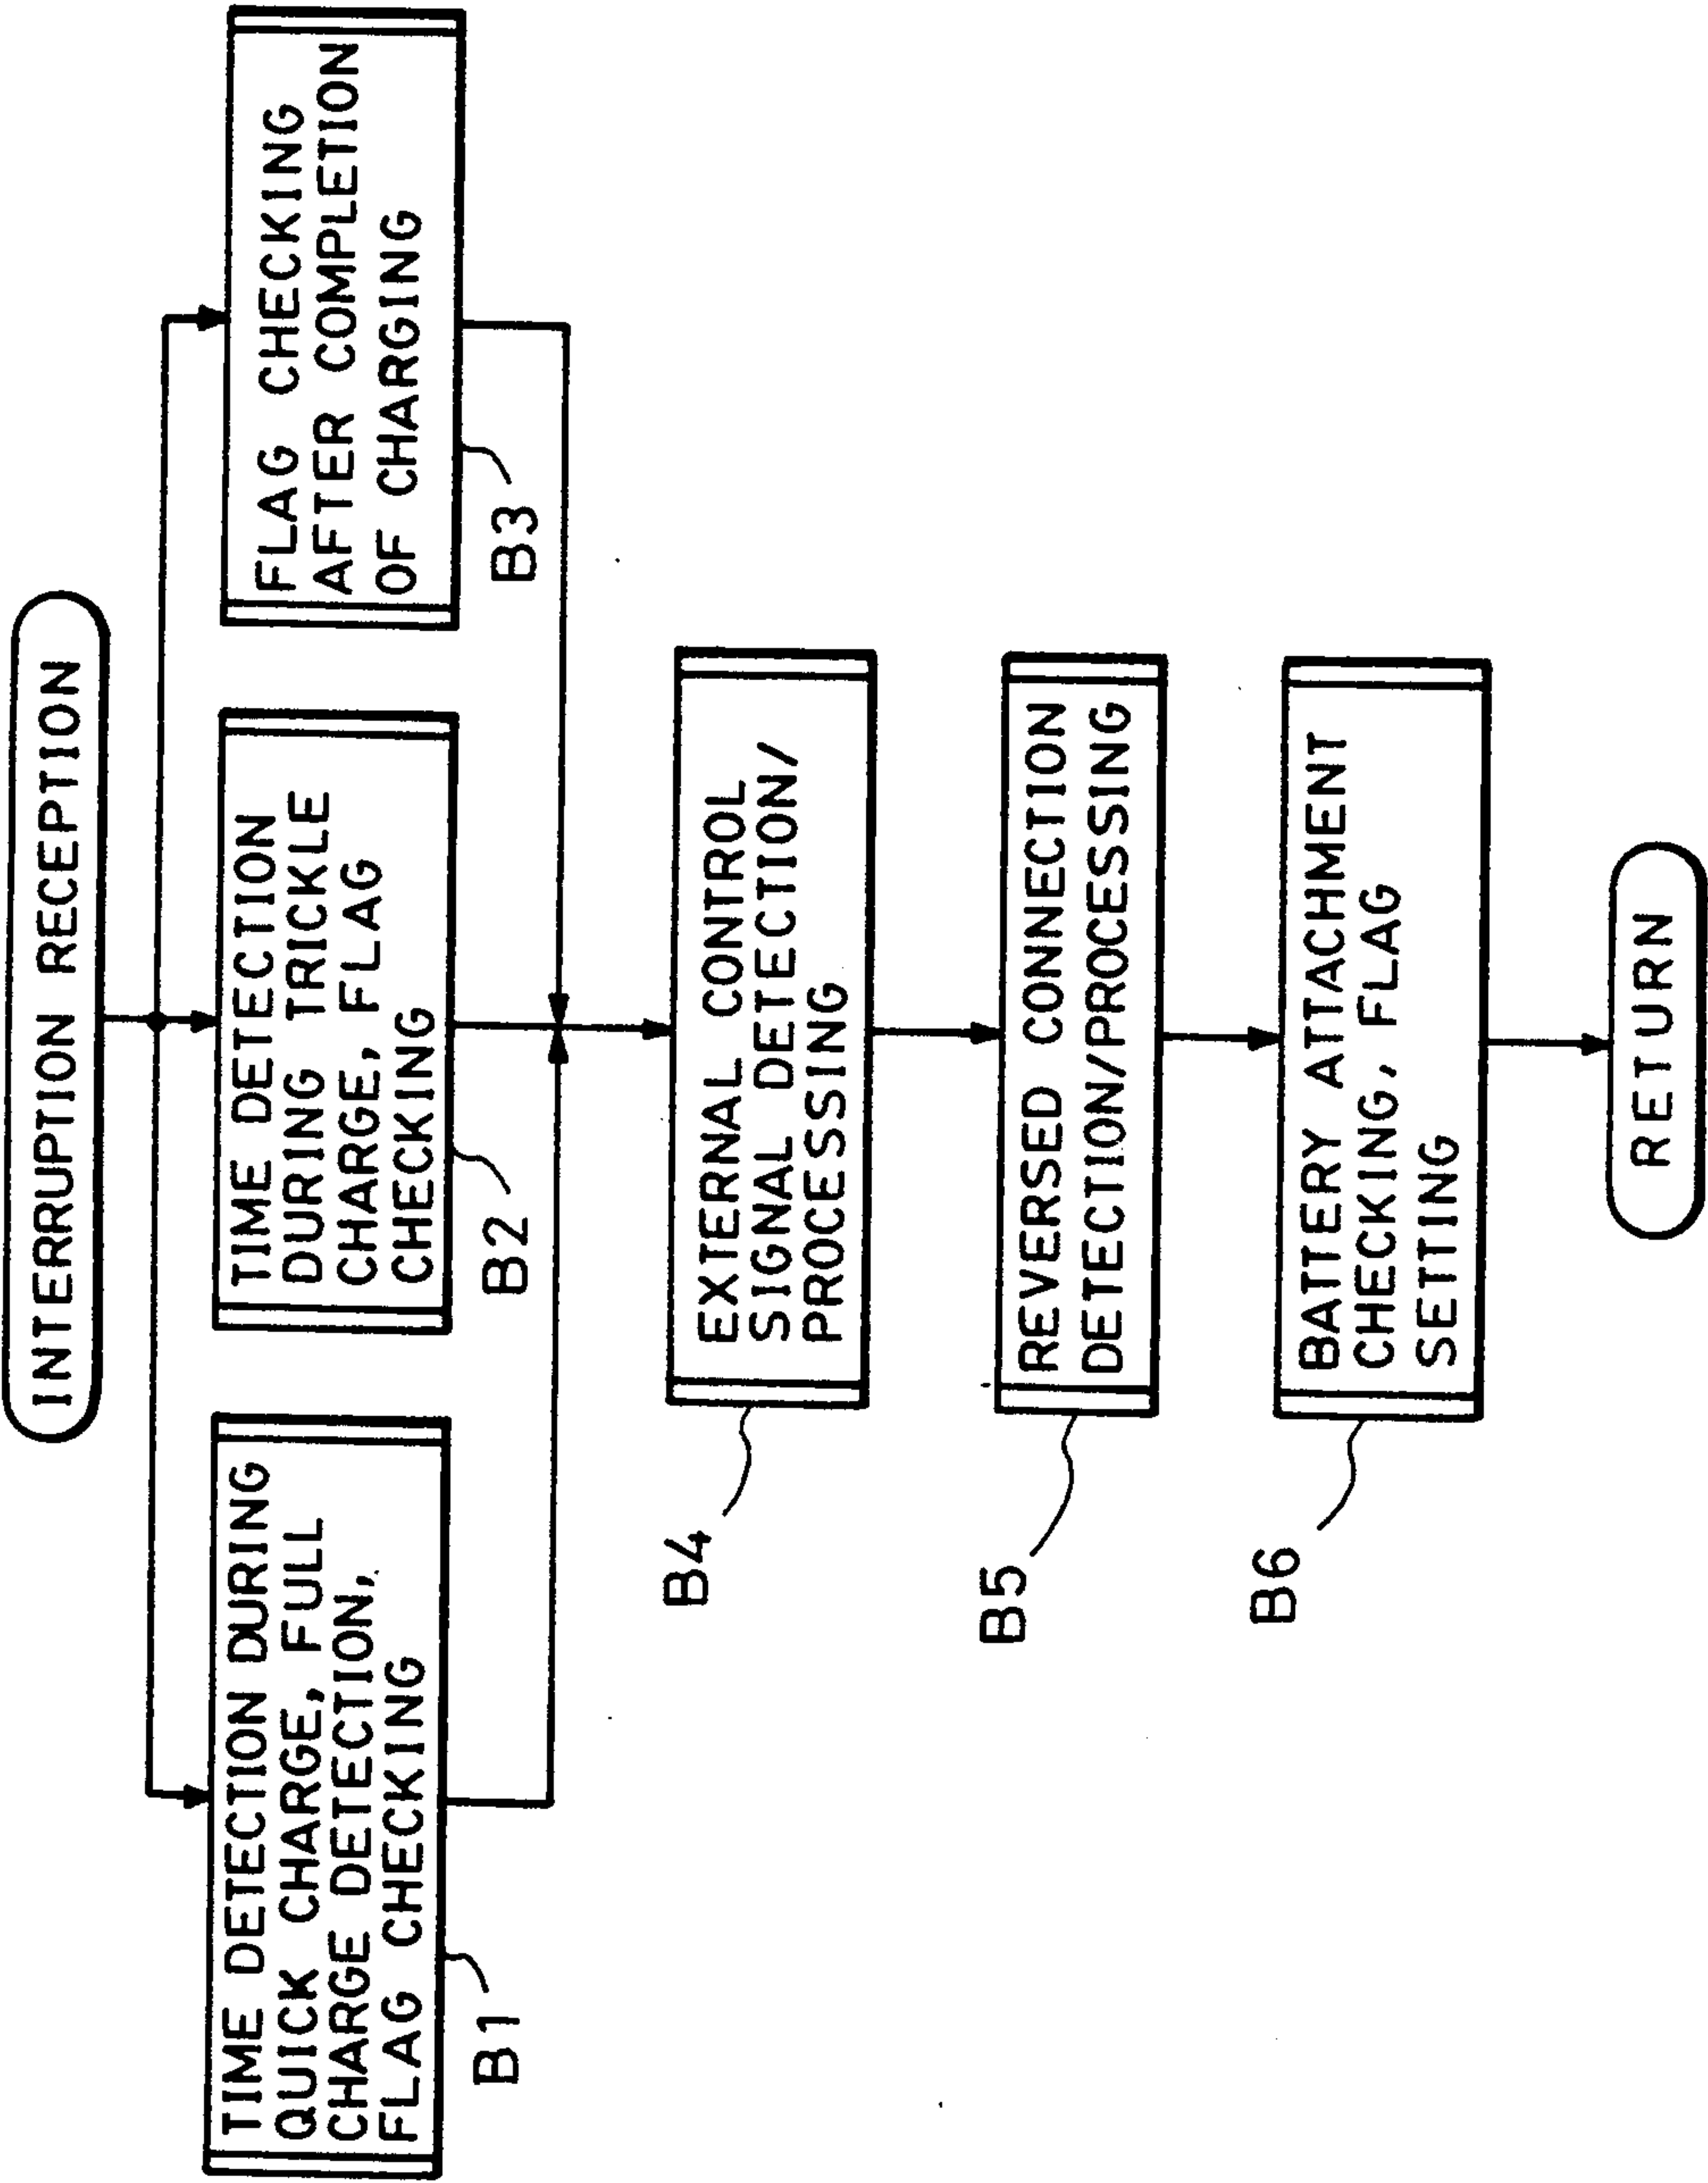 INTERRUPTION RECEPTION
TIME DETECTION DURING
QUICK CHARGE, FULL
CHARGE DETECTION,
FLAG CHECKING
B1
TIME DETECTION
DURING TRICKLE
CHARGE, FLAG
CHECKING
B2
FLAG CHECKING
AFTER COMPLETION
OF CHARGING
B3
EXTERNAL CONTROL
SIGNAL DETECTION/
PROCESSING
B4
REVERSED CONNECTION
DETECTION/PROCESSING
B5
BATTERY ATTACHMENT
CHECKING, FLAG
SETTING
B6
RETURN